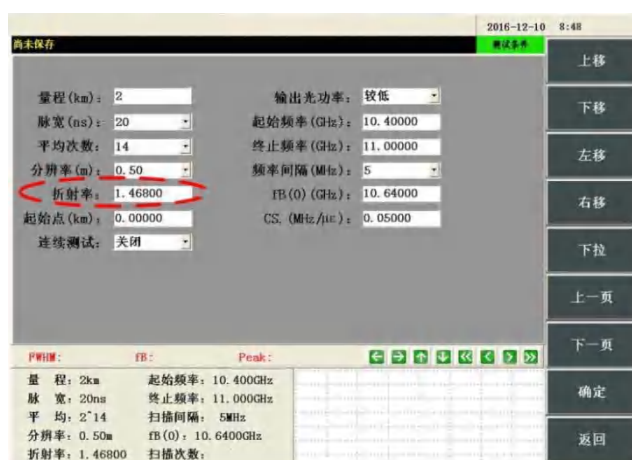 2016-12-10 8:48
尚未保存
测试条件
量程(km): 2
输出光功率: 较低
脉宽(ns): 20
起始频率(GHz): 10.40000
平均次数: 14
终止频率(GHz): 11.00000
分辨率(m): 0.50
频率间隔(MHz): 5
折射率: 1.46800
fB(0)(GHz): 10.64000
起始点(km): 0.00000
CS. (MHz/με): 0.05000
连续测试: 关闭
FWHM: fB: Peak:
量 程: 2km 起始频率: 10.400GHz
脉 宽: 20ns 终止频率: 11.000GHz
平 均: 2^14 扫描间隔: 5MHz
分辨率: 0.50m fB(0): 10.6400GHz
折射率: 1.46800 扫描次数:
上移
下移
左移
右移
下拉
上一页
下一页
确定
返回